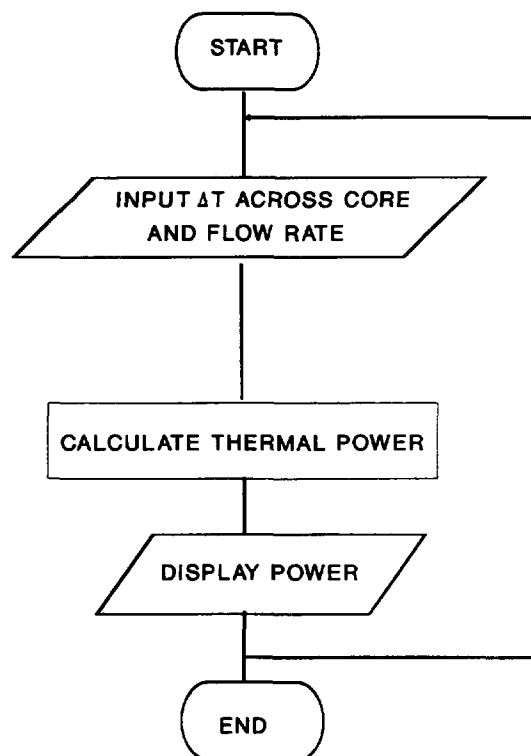 START
INPUT ΔT ACROSS CORE
AND FLOW RATE
CALCULATE THERMAL POWER
DISPLAY POWER
END